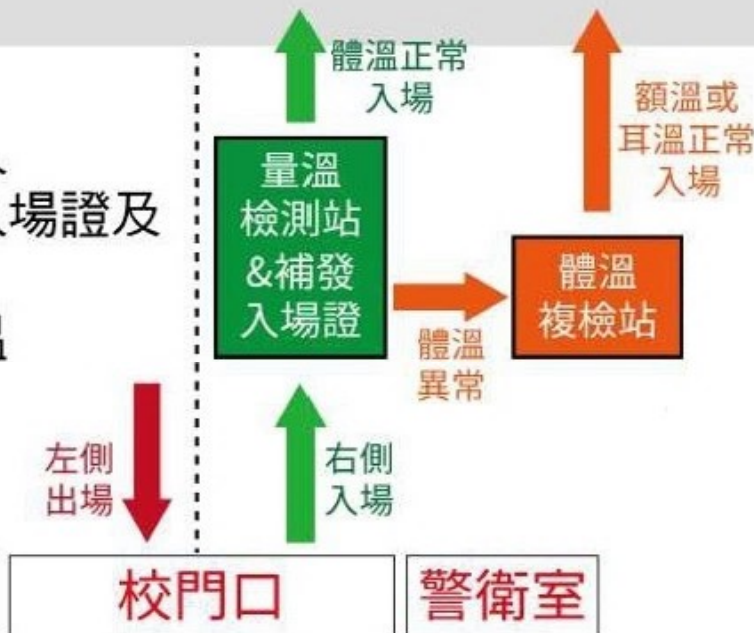 體溫正常
入場
額溫或
耳溫正常
入場
場證及
量溫
檢測站
&補發
入場證
體溫
複檢站
體溫
異常
左側
出場
右側
入場
校門口
警衛室